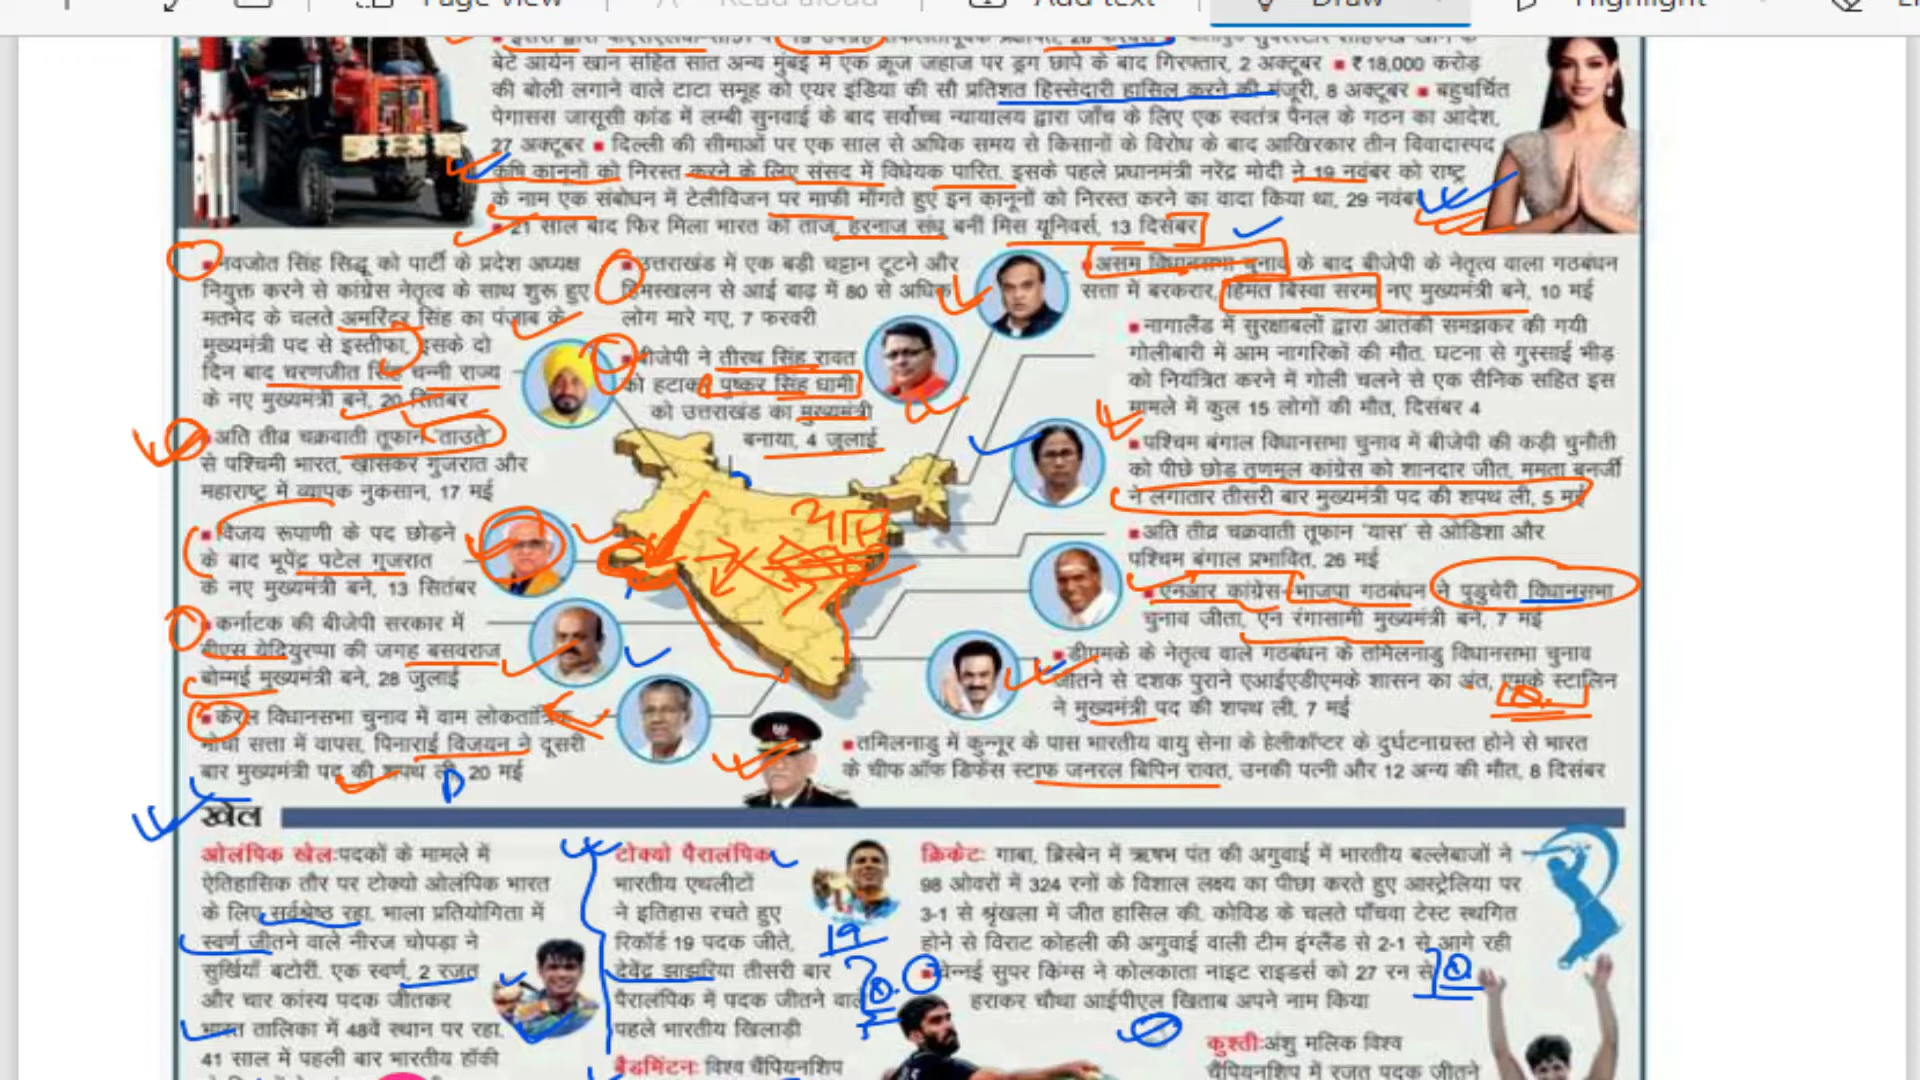 Page view
Read aloud
Add text
Draw
Highlight
बेटे आर्यन खान सहित सात अन्य मुंबई में एक क्रूज जहाज पर ड्रग छापे के बाद गिरफ्तार, 2 अक्टूबर ■ ₹ 18,000 करोड़
की बोली लगाने वाले टाटा समूह को एयर इंडिया की सौ प्रतिशत हिस्सेदारी हासिल करने की मंजूरी, 8 अक्टूबर ■ बहुचर्चित
पेगासस जासूसी कांड में लम्बी सुनवाई के बाद सर्वोच्च न्यायालय द्वारा जाँच के लिए एक स्वतंत्र पैनल के गठन का आदेश,
27 अक्टूबर ■ दिल्ली की सीमाओं पर एक साल से अधिक समय से किसानों के विरोध के बाद आखिरकार तीन विवादास्पद
कृषि कानूनों को निरस्त करने के लिए संसद में विधेयक पारित. इसके पहले प्रधानमंत्री नरेंद्र मोदी ने 19 नवंबर को राष्ट्र
के नाम एक संबोधन में टेलीविजन पर माफी माँगते हुए इन कानूनों को निरस्त करने का वादा किया था, 29 नवंबर
■ 21 साल बाद फिर मिला भारत को ताज, हरनाज संधू बनीं मिस यूनिवर्स, 13 दिसंबर
■ नवजोत सिंह सिद्धू को पार्टी के प्रदेश अध्यक्ष
नियुक्त करने से कांग्रेस नेतृत्व के साथ शुरू हुए
मतभेद के चलते अमरिंदर सिंह का पंजाब के
मुख्यमंत्री पद से इस्तीफा, इसके दो
दिन बाद चरणजीत सिंह चन्नी राज्य
के नए मुख्यमंत्री बने, 20 सितंबर
■ अति तीव्र चक्रवाती तूफान 'ताउते'
से पश्चिमी भारत, खासकर गुजरात और
महाराष्ट्र में व्यापक नुकसान, 17 मई
■ विजय रूपाणी के पद छोड़ने
के बाद भूपेंद्र पटेल गुजरात
के नए मुख्यमंत्री बने, 13 सितंबर
■ कर्नाटक की बीजेपी सरकार में
बीएस येदियुरप्पा की जगह बसवराज
बोम्मई मुख्यमंत्री बने, 28 जुलाई
■ केरल विधानसभा चुनाव में वाम लोकतांत्रिक
मोर्चा सत्ता में वापस, पिनाराई विजयन ने दूसरी
बार मुख्यमंत्री पद की शपथ ली, 20 मई
■ उत्तराखंड में एक बड़ी चट्टान टूटने और
हिमस्खलन से आई बाढ़ में 80 से अधिक
लोग मारे गए, 7 फरवरी
■ बीजेपी ने तीरथ सिंह रावत
को हटाकर पुष्कर सिंह धामी
को उत्तराखंड का मुख्यमंत्री
बनाया, 4 जुलाई
■ असम विधानसभा चुनाव के बाद बीजेपी के नेतृत्व वाला गठबंधन
सत्ता में बरकरार, हिमंत बिस्वा सरमा नए मुख्यमंत्री बने, 10 मई
■ नागालैंड में सुरक्षाबलों द्वारा आतंकी समझकर की गयी
गोलीबारी में आम नागरिकों की मौत. घटना से गुस्साई भीड़
को नियंत्रित करने में गोली चलने से एक सैनिक सहित इस
मामले में कुल 15 लोगों की मौत, दिसंबर 4
■ पश्चिम बंगाल विधानसभा चुनाव में बीजेपी की कड़ी चुनौती
को पीछे छोड़ तृणमूल कांग्रेस को शानदार जीत, ममता बनर्जी
ने लगातार तीसरी बार मुख्यमंत्री पद की शपथ ली, 5 मई
■ अति तीव्र चक्रवाती तूफान 'यास' से ओडिशा और
पश्चिम बंगाल प्रभावित, 26 मई
■ एनआर कांग्रेस-भाजपा गठबंधन ने पुडुचेरी विधानसभा
चुनाव जीता, एन रंगासामी मुख्यमंत्री बने, 7 मई
■ डीएमके के नेतृत्व वाले गठबंधन के तमिलनाडु विधानसभा चुनाव
जीतने से दशक पुराने एआईएडीएमके शासन का अंत, एमके स्टालिन
ने मुख्यमंत्री पद की शपथ ली, 7 मई
■ तमिलनाडु में कुन्नूर के पास भारतीय वायु सेना के हेलीकॉप्टर के दुर्घटनाग्रस्त होने से भारत
के चीफ ऑफ डिफेंस स्टाफ जनरल बिपिन रावत, उनकी पत्नी और 12 अन्य की मौत, 8 दिसंबर
यास
खेल
ओलंपिक खेल: पदकों के मामले में
ऐतिहासिक तौर पर टोक्यो ओलंपिक भारत
के लिए सर्वश्रेष्ठ रहा. भाला प्रतियोगिता में
स्वर्ण जीतने वाले नीरज चोपड़ा ने
सुर्खियाँ बटोरीं. एक स्वर्ण, 2 रजत
और चार कांस्य पदक जीतकर
भारत तालिका में 48वें स्थान पर रहा.
41 साल में पहली बार भारतीय हॉकी
टोक्यो पैरालंपिक
भारतीय एथलीटों
ने इतिहास रचते हुए
रिकॉर्ड 19 पदक जीते,
देवेंद्र झाझरिया तीसरी बार
पैरालंपिक में पदक जीतने वाले
पहले भारतीय खिलाड़ी
बैडमिंटन: विश्व चैंपियनशिप
19
क्रिकेट: गाबा, ब्रिस्बेन में ऋषभ पंत की अगुवाई में भारतीय बल्लेबाजों ने
98 ओवरों में 324 रनों के विशाल लक्ष्य का पीछा करते हुए आस्ट्रेलिया पर
3-1 से श्रृंखला में जीत हासिल की. कोविड के चलते पाँचवा टेस्ट स्थगित
होने से विराट कोहली की अगुवाई वाली टीम इंग्लैंड से 2-1 से आगे रही
■ चेन्नई सुपर किंग्स ने कोलकाता नाइट राइडर्स को 27 रन से
हराकर चौथा आईपीएल खिताब अपने नाम किया
कुश्ती: अंशु मलिक विश्व
चैंपियनशिप में रजत पदक जीतने